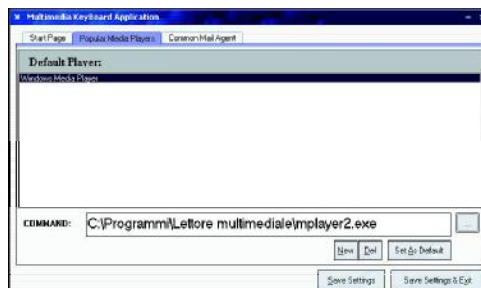 Multimedia Keyboard Application
Start Page Popular Media Players Common Mail Agent
Default Player:
Windows Media Player
COMMAND: C:\Programmi\Lettore multimediale\mplayer2.exe ...
New Del Set As Default
Save Settings Save Settings & Exit